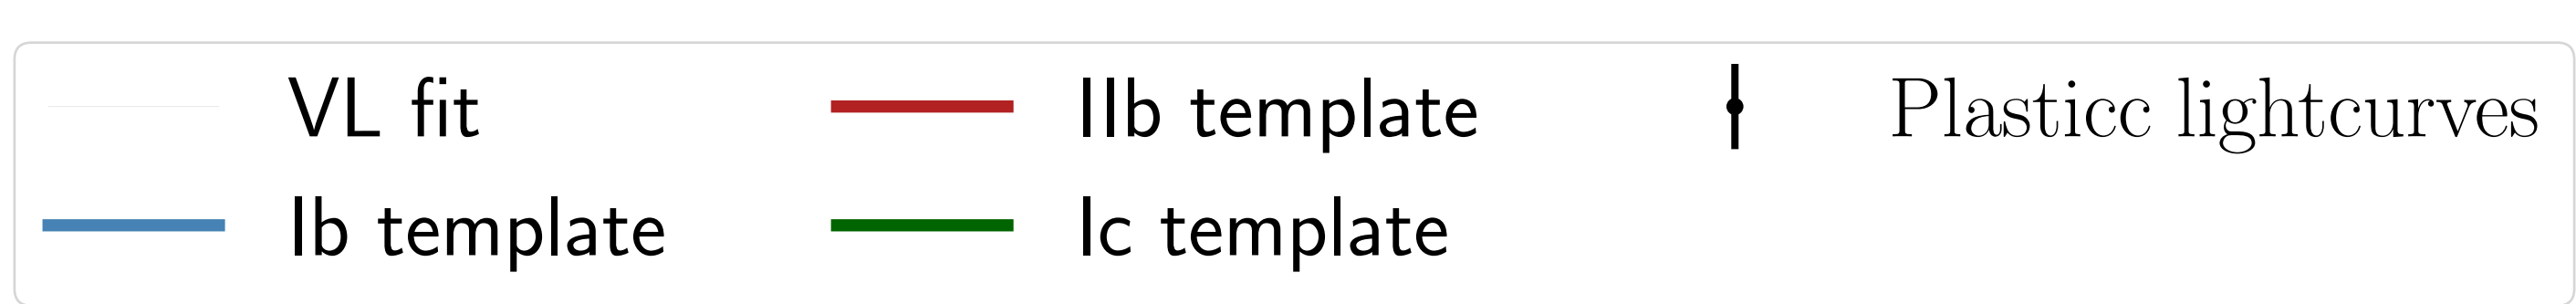 VL fit
IIb template
Plasticc lightcurves
Ib template
Ic template